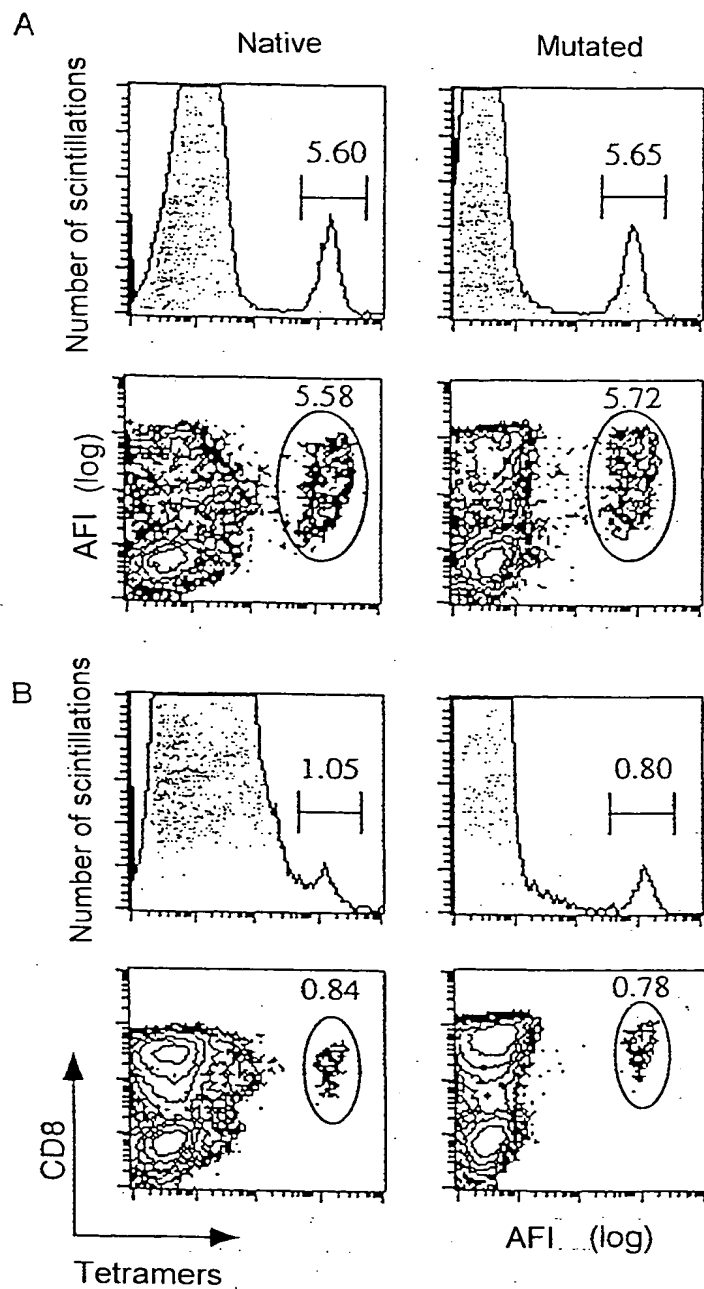 A
Native
Mutated
Number of scintillations
5.60
5.65
AFI (log)
5.58
5.72
B
Number of scintillations
1.05
0.80
CD8
0.84
0.78
Tetramers
AFI (log)